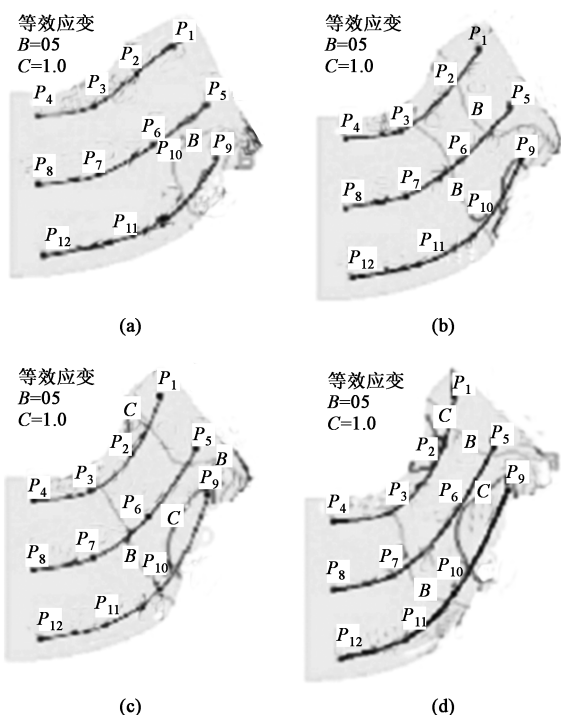 等效应变
B=05
C=1.0
P1
P2
P3
P4
P5
P6
P7
P8
P9
P10
B
P11
P12
(a)
等效应变
B=05
C=1.0
P1
P2
P3
P4
P5
B
P6
P7
P8
P9
B
P10
P11
P12
(b)
等效应变
B=05
C=1.0
P1
C
P2
P3
P4
P5
B
P6
P7
P8
P9
C
B
P10
P11
P12
(c)
等效应变
B=05
C=1.0
P1
C
P2
B
P3
P4
P5
P6
C
P7
P8
P9
P10
B
P11
P12
(d)